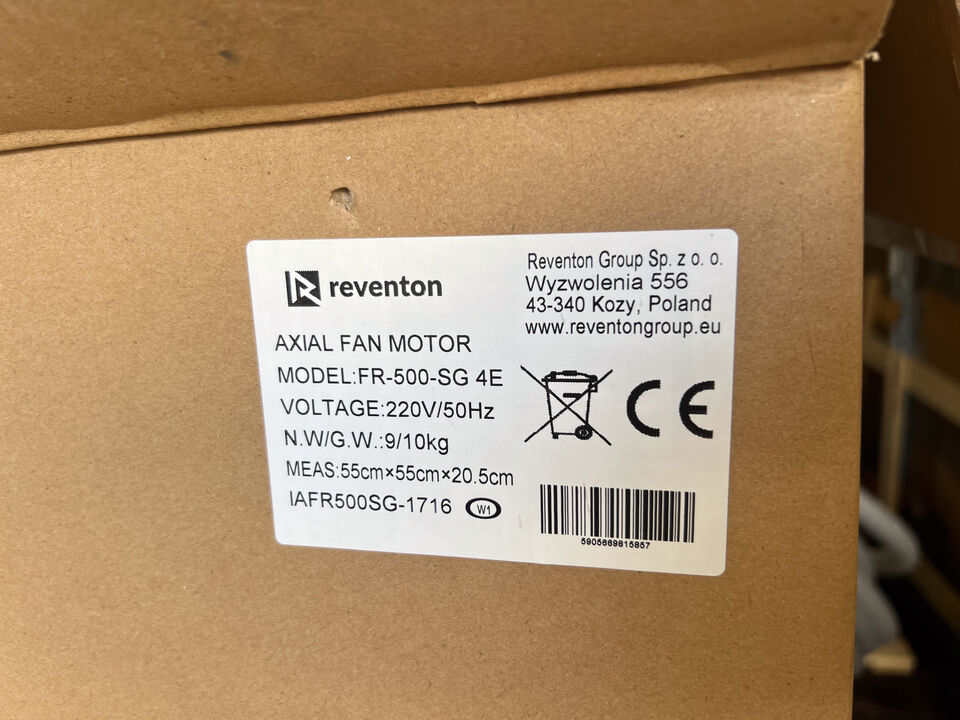 reventon
Reventon Group Sp. z o. o.
Wyzwolenia 556
43-340 Kozy, Poland
www.reventongroup.eu
AXIAL FAN MOTOR
MODEL:FR-500-SG 4E
VOLTAGE:220V/50Hz
N.W/G.W.:9/10kg
MEAS:55cm×55cm×20.5cm
IAFR500SG-1716 W1
CE
5905669815857